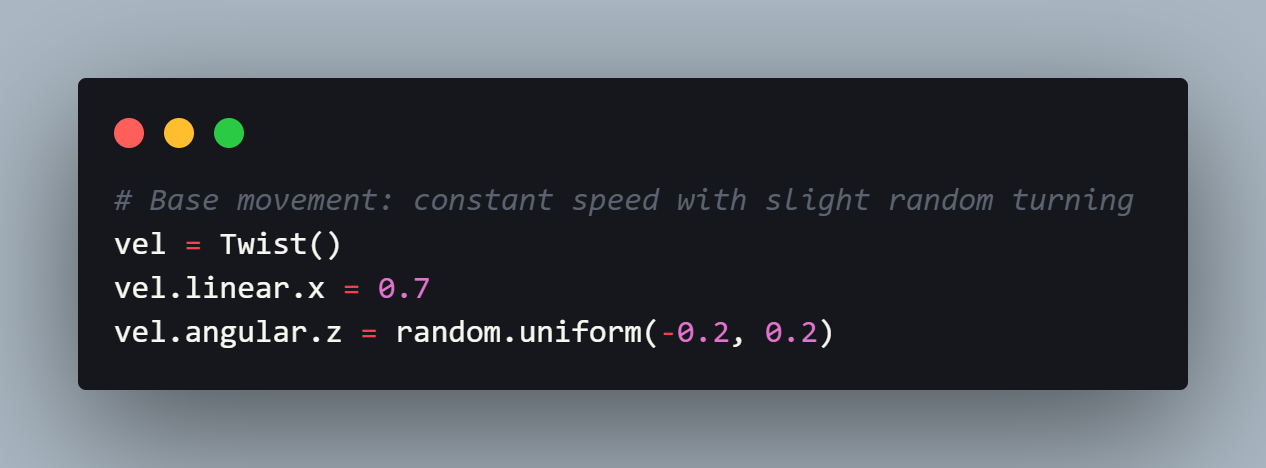 # Base movement: constant speed with slight random turning
vel = Twist()
vel.linear.x = 0.7
vel.angular.z = random.uniform(-0.2, 0.2)